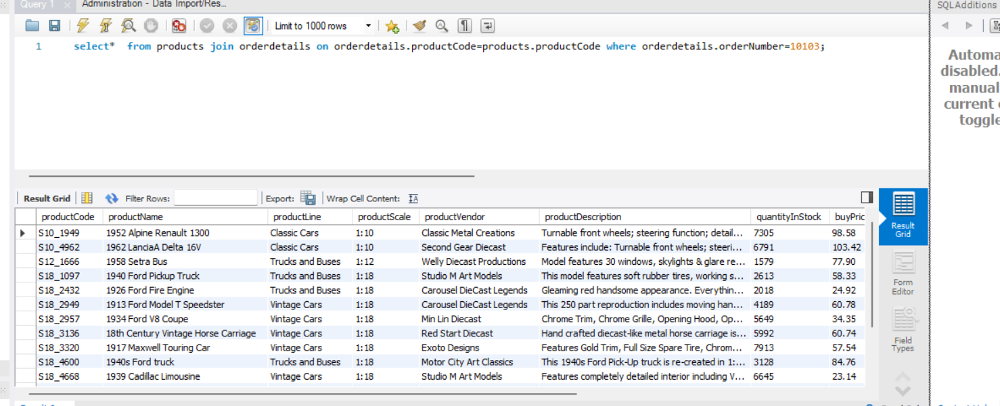 Query 1 Administration - Data Import/Res...
SQLAdditions
Limit to 1000 rows
1 select* from products join orderdetails on orderdetails.productCode=products.productCode where orderdetails.orderNumber=10103;
disabled.
manual
current
toggle
Result Grid Filter Rows: Export: Wrap Cell Content:
productCode productName productLine productScale productVendor productDescription quantityInStock buyPric
S10_1949 1952 Alpine Renault 1300 Classic Cars 1:10 Classic Metal Creations Turnable front wheels; steering function; detail... 7305 98.58
S10_4962 1962 LanciaA Delta 16V Classic Cars 1:10 Second Gear Diecast Features include: Turnable front wheels; steeri... 6791 103.42
S12_1666 1958 Setra Bus Trucks and Buses 1:12 Welly Diecast Productions Model features 30 windows, skylights & glare re... 1579 77.90
S18_1097 1940 Ford Pickup Truck Trucks and Buses 1:18 Studio M Art Models This model features soft rubber tires, working s... 2613 58.33
S18_2432 1926 Ford Fire Engine Trucks and Buses 1:18 Carousel DieCast Legends Gleaming red handsome appearance. Everythin... 2018 24.92
S18_2949 1913 Ford Model T Speedster Vintage Cars 1:18 Carousel DieCast Legends This 250 part reproduction includes moving han... 4189 60.78
S18_2957 1934 Ford V8 Coupe Vintage Cars 1:18 Min Lin Diecast Chrome Trim, Chrome Grille, Opening Hood, Op... 5649 34.35
S18_3136 18th Century Vintage Horse Carriage Vintage Cars 1:18 Red Start Diecast Hand crafted diecast-like metal horse carriage is... 5992 60.74
S18_3320 1917 Maxwell Touring Car Vintage Cars 1:18 Exoto Designs Features Gold Trim, Full Size Spare Tire, Chrom... 7913 57.54
S18_4600 1940s Ford truck Trucks and Buses 1:18 Motor City Art Classics This 1940s Ford Pick-Up truck is re-created in 1:... 3128 84.76
S18_4668 1939 Cadillac Limousine Vintage Cars 1:18 Studio M Art Models Features completely detailed interior including V... 6645 23.14
Result
Grid
Form
Editor
Field
Types